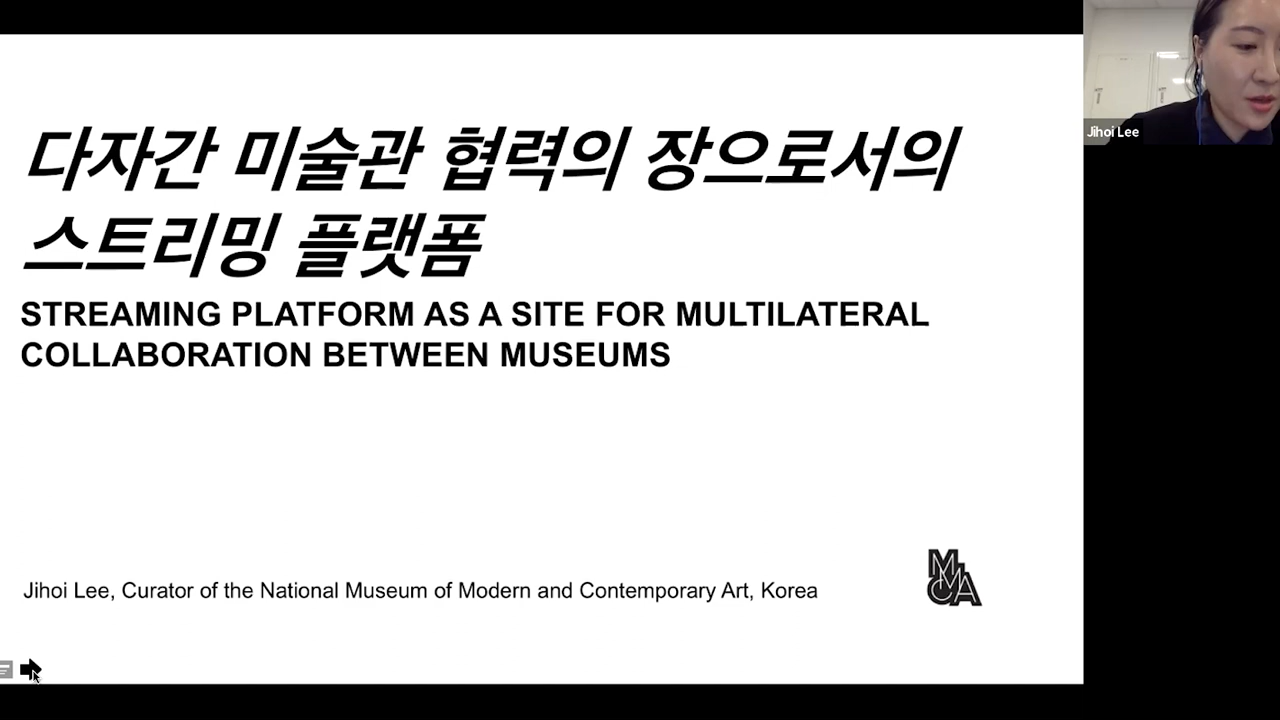 다자간 미술관 협력의 장으로서의
스트리밍 플랫폼
STREAMING PLATFORM AS A SITE FOR MULTILATERAL
COLLABORATION BETWEEN MUSEUMS
Jihoi Lee, Curator of the National Museum of Modern and Contemporary Art, Korea
MMCA
Jihoi Lee